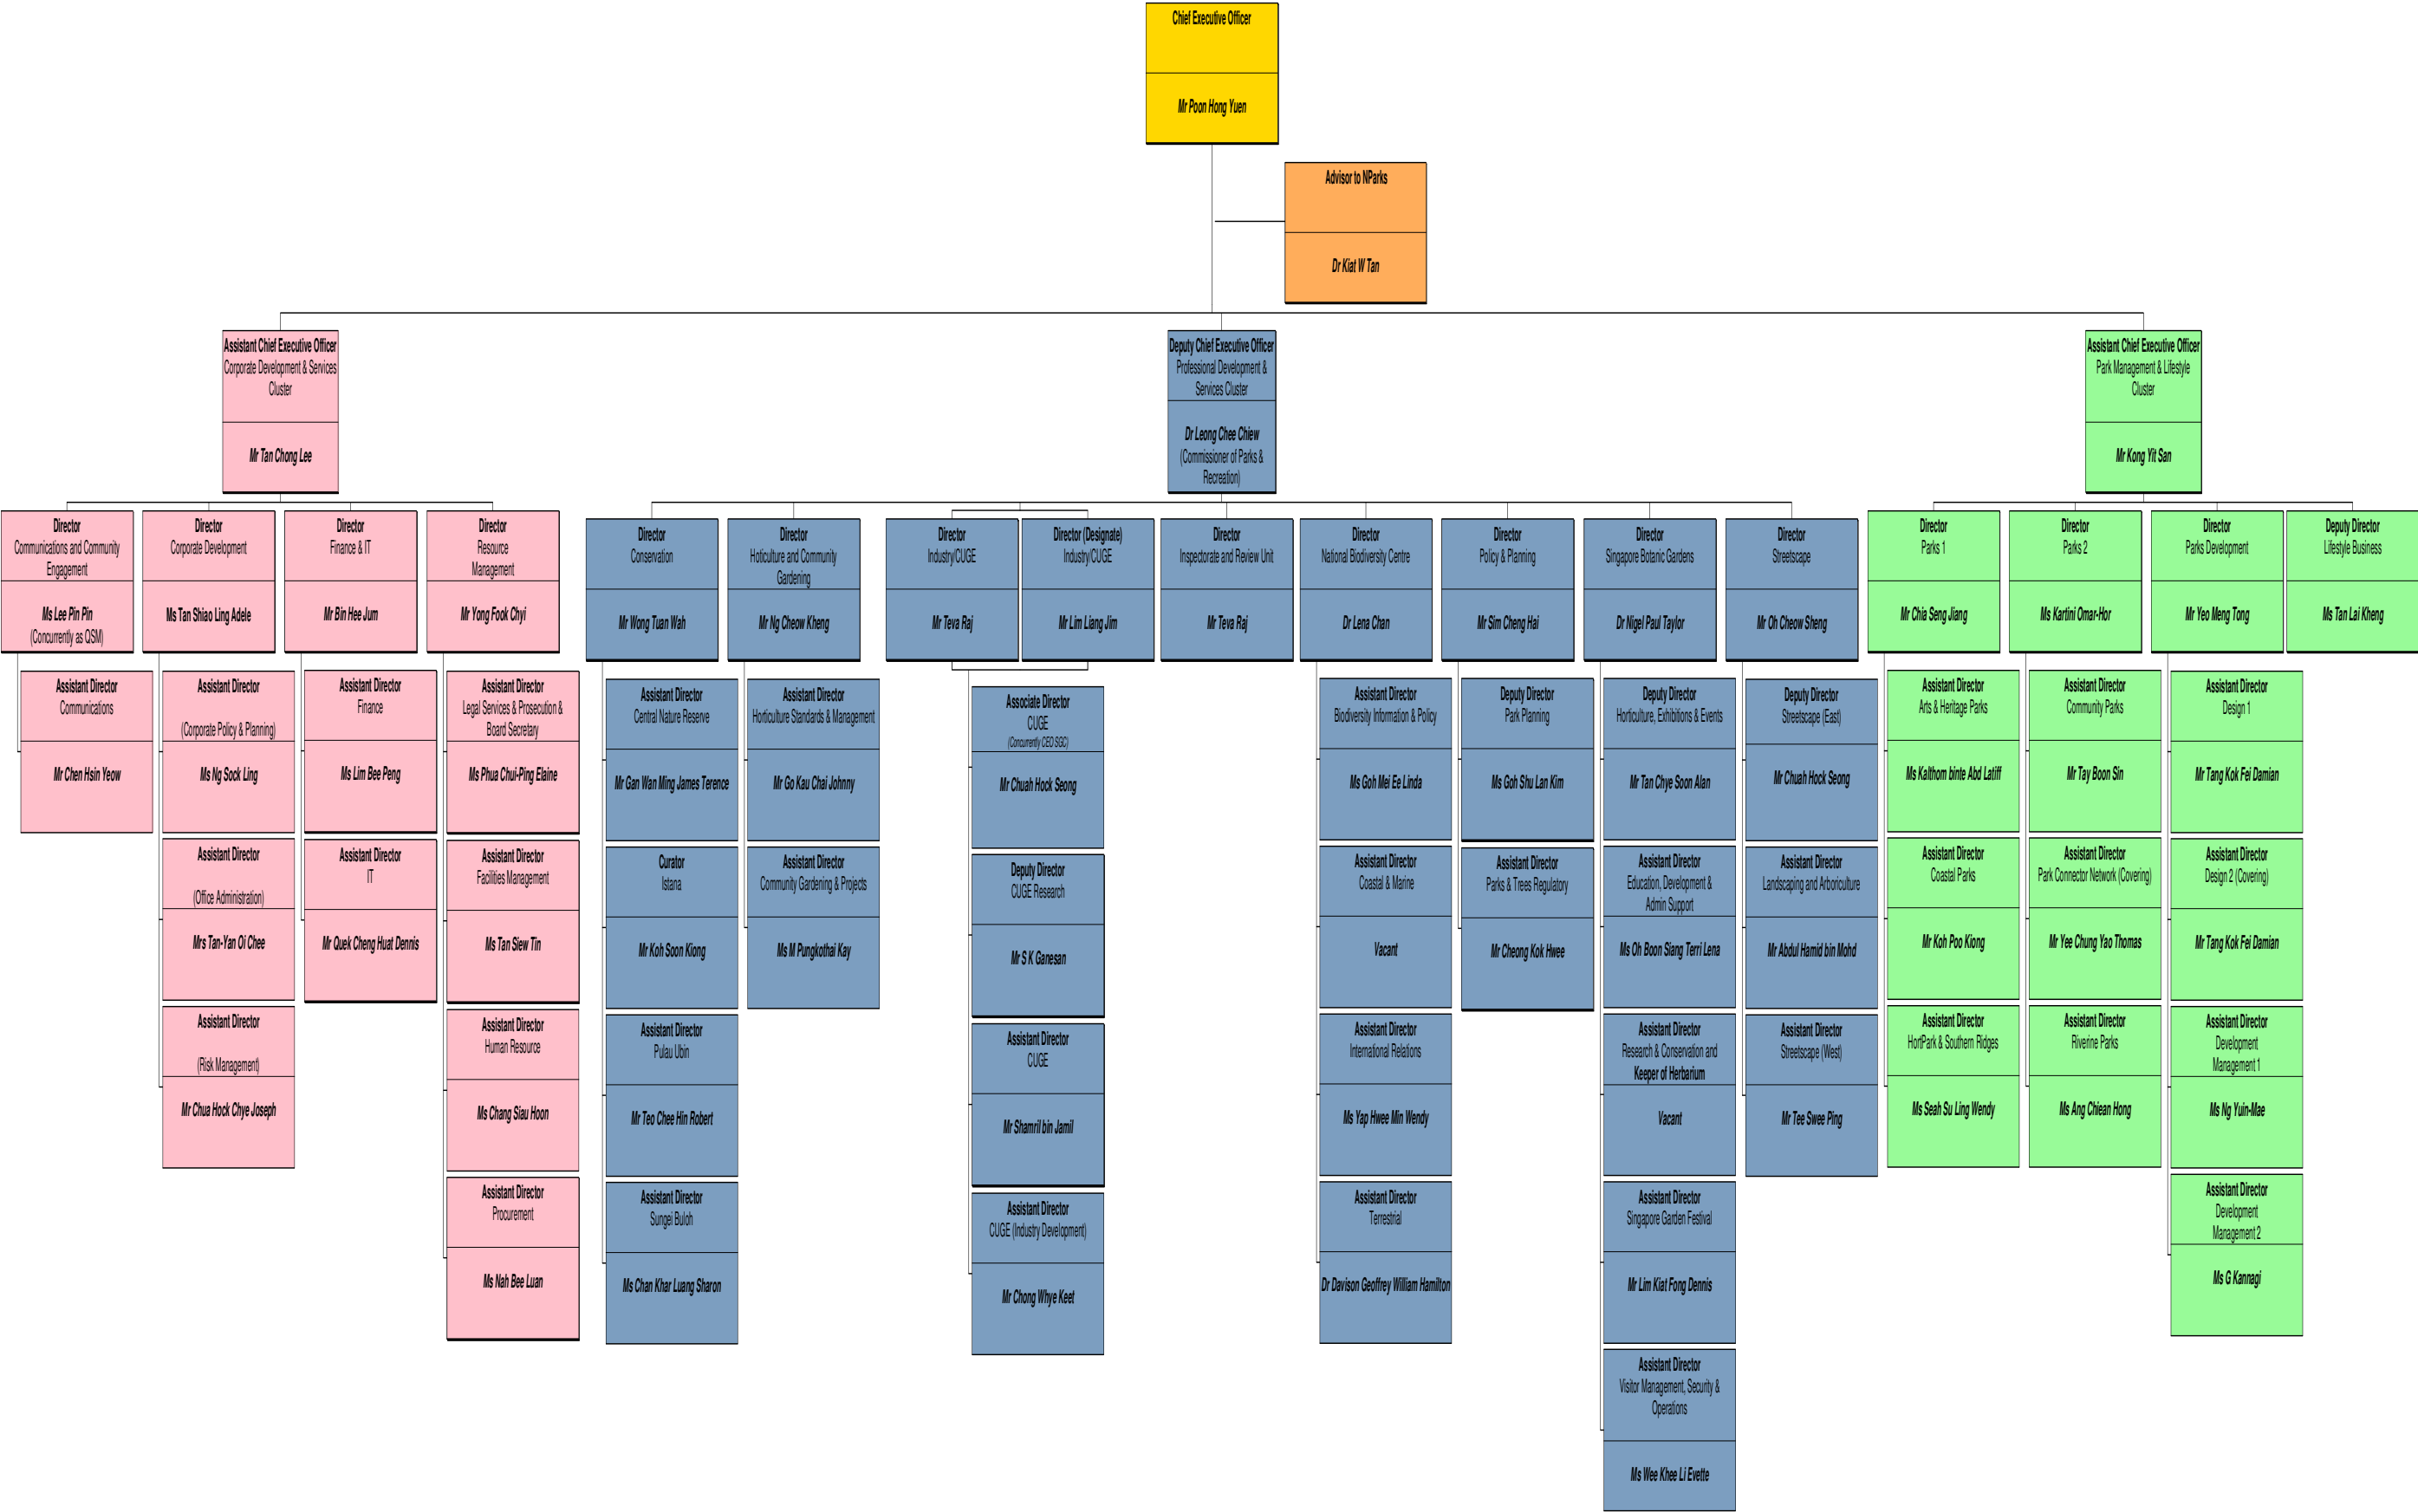 Chief Executive Officer
Mr Poon Hong Yuen
Advisor to NParks
Dr Kiat W Tan
Assistant Chief Executive Officer
Corporate Development & Services
Cluster
Mr Tan Chong Lee
Deputy Chief Executive Officer
Professional Development &
Services Cluster
Dr Leong Chee Chiew
(Commissioner of Parks &
Recreation)
Assistant Chief Executive Officer
Park Management & Lifestyle
Cluster
Mr Kong Yit San
Director
Communications and Community
Engagement
Ms Lee Pin Pin
(Concurrently as QSM)
Director
Corporate Development
Ms Tan Shiao Ling Adele
Director
Finance & IT
Mr Bin Hee Jum
Director
Resource
Management
Mr Yong Fook Chyi
Director
Conservation
Mr Wong Tuan Wah
Director
Hoticulture and Community
Gardening
Mr Ng Cheow Kheng
Director
Industry/CUGE
Mr Teva Raj
Director (Designate)
Industry/CUGE
Mr Lim Liang Jim
Director
Inspectorate and Review Unit
Mr Teva Raj
Director
National Biodiversity Centre
Dr Lena Chan
Director
Policy & Planning
Mr Sim Cheng Hai
Director
Singapore Botanic Gardens
Dr Nigel Paul Taylor
Director
Streetscape
Mr Oh Cheow Sheng
Director
Parks 1
Mr Chia Seng Jiang
Director
Parks 2
Ms Kartini Omar-Hor
Director
Parks Development
Mr Yeo Meng Tong
Deputy Director
Lifestyle Business
Ms Tan Lai Kheng
Assistant Director
Communications
Mr Chen Hsin Yeow
Assistant Director
(Corporate Policy & Planning)
Ms Ng Sock Ling
Assistant Director
(Office Administration)
Mrs Tan-Yan Oi Chee
Assistant Director
(Risk Management)
Mr Chua Hock Chye Joseph
Assistant Director
Finance
Ms Lim Bee Peng
Assistant Director
IT
Mr Quek Cheng Huat Dennis
Assistant Director
Legal Services & Prosecution &
Board Secretary
Ms Phua Chui-Ping Elaine
Assistant Director
Facilities Management
Ms Tan Siew Tin
Assistant Director
Human Resource
Ms Chang Siau Hoon
Assistant Director
Procurement
Ms Nah Bee Luan
Assistant Director
Central Nature Reserve
Mr Gan Wan Ming James Terence
Curator
Istana
Mr Koh Soon Kiong
Assistant Director
Pulau Ubin
Mr Teo Chee Hin Robert
Assistant Director
Sungei Buloh
Ms Chan Khar Luang Sharon
Assistant Director
Horticulture Standards & Management
Mr Go Kau Chai Johnny
Assistant Director
Community Gardening & Projects
Ms M Pungkothai Kay
Associate Director
CUGE
(Concurrently CEO SGC)
Mr Chuah Hock Seong
Deputy Director
CUGE Research
Mr S K Ganesan
Assistant Director
CUGE
Mr Shamril bin Jamil
Assistant Director
CUGE (Industry Development)
Mr Chong Whye Keet
Assistant Director
Biodiversity Information & Policy
Ms Goh Mei Ee Linda
Assistant Director
Coastal & Marine
Vacant
Assistant Director
International Relations
Ms Yap Hwee Min Wendy
Assistant Director
Terrestrial
Dr Davison Geoffrey William Hamilton
Deputy Director
Park Planning
Ms Goh Shu Lan Kim
Assistant Director
Parks & Trees Regulatory
Mr Cheong Kok Hwee
Deputy Director
Horticulture, Exhibitions & Events
Mr Tan Chye Soon Alan
Assistant Director
Education, Development &
Admin Support
Ms Oh Boon Siang Terri Lena
Assistant Director
Research & Conservation and
Keeper of Herbarium
Vacant
Assistant Director
Singapore Garden Festival
Mr Lim Kiat Fong Dennis
Assistant Director
Visitor Management, Security &
Operations
Ms Wee Khee Li Evette
Deputy Director
Streetscape (East)
Mr Chuah Hock Seong
Assistant Director
Landscaping and Arboriculture
Mr Abdul Hamid bin Mohd
Assistant Director
Streetscape (West)
Mr Tee Swee Ping
Assistant Director
Arts & Heritage Parks
Ms Kalthom binte Abd Latiff
Assistant Director
Coastal Parks
Mr Koh Poo Kiong
Assistant Director
HortPark & Southern Ridges
Ms Seah Su Ling Wendy
Assistant Director
Community Parks
Mr Tay Boon Sin
Assistant Director
Park Connector Network (Covering)
Mr Yee Chung Yao Thomas
Assistant Director
Riverine Parks
Ms Ang Chiean Hong
Assistant Director
Design 1
Mr Tang Kok Fei Damian
Assistant Director
Design 2 (Covering)
Mr Tang Kok Fei Damian
Assistant Director
Development
Management 1
Ms Ng Yuin-Mae
Assistant Director
Development
Management 2
Ms G Kannagi